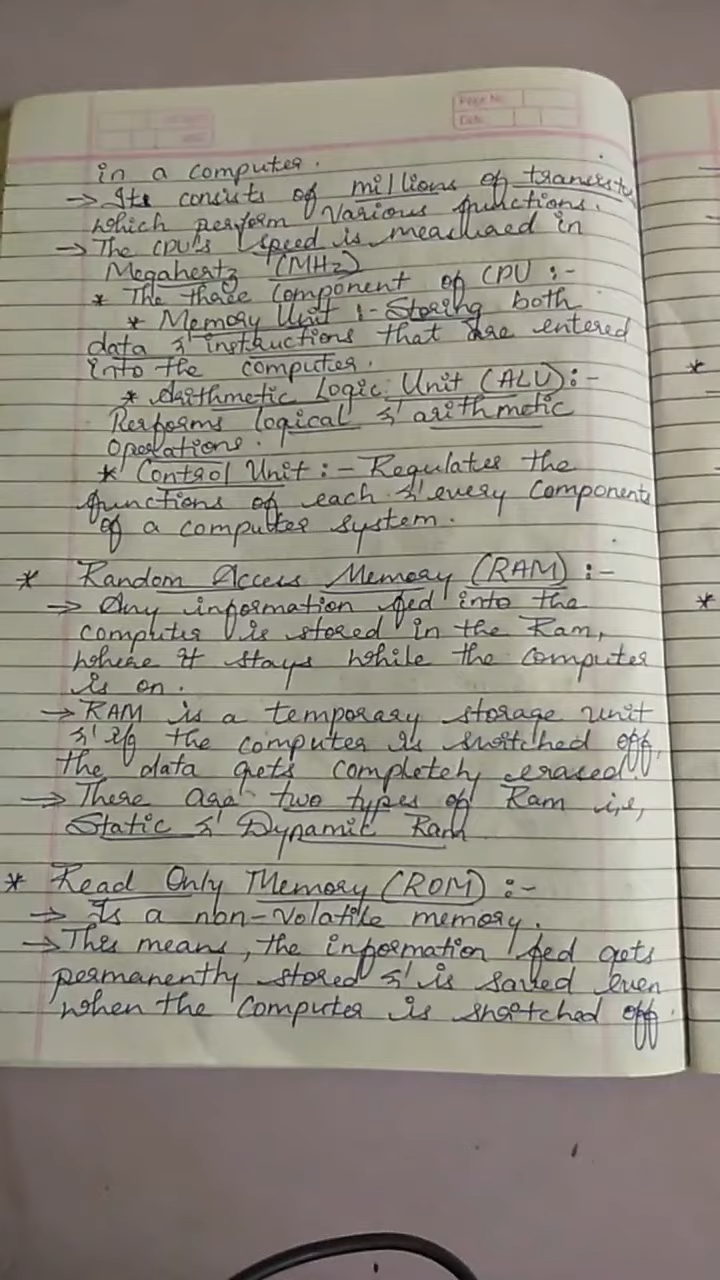 Page No.
Date
in a computer.
→ Its consists of millions of transistor
which perform various functions.
→ The CPU's speed is meacured in
Megahertz (MHz)
* The three Component of CPU :-
* Memory Unit :- Storing both
data & instructions that are entered
into the computer.
* Arithmetic Logic Unit (ALU) :-
Performs logical & arithmetic
Operations.
* Control Unit :- Regulates the
functions of each & every Components
of a computer system.
* Random Access Memory (RAM) :-
→ Any information fed into the
computer is stored in the Ram,
where it stays while the computer
is on.
→ RAM is a temporary storage unit
& if the computer is switched off,
the data gets completely erased.
→ There are two types of Ram i,e,
Static & Dynamic Ram
* Read Only Memory (ROM) :-
→ Is a non-Volatile memory.
→ This means, the information fed gets
permanently stored & is saved even
when the Computer is switched off.